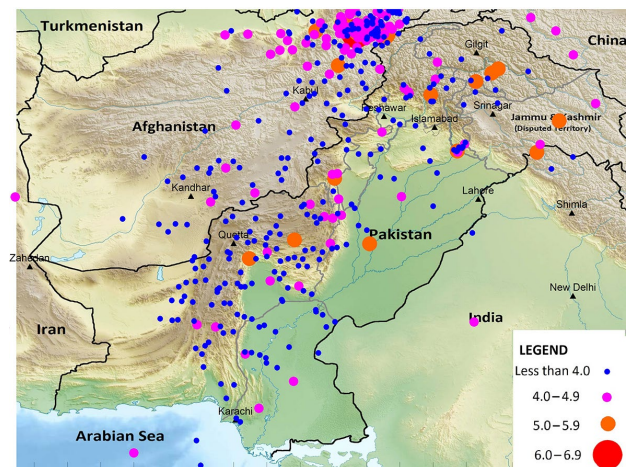 Turkmenistan
China
Gilgit
Kabul
Peshawar
Srinagar
Islamabad
Jammu & Kashmir
(Disputed Territory)
Afghanistan
Kandhar
Lahore
Shimla
Quetta
Pakistan
Zahedan
New Delhi
Iran
India
LEGEND
Less than 4.0
4.0–4.9
5.0–5.9
6.0–6.9
Karachi
Arabian Sea